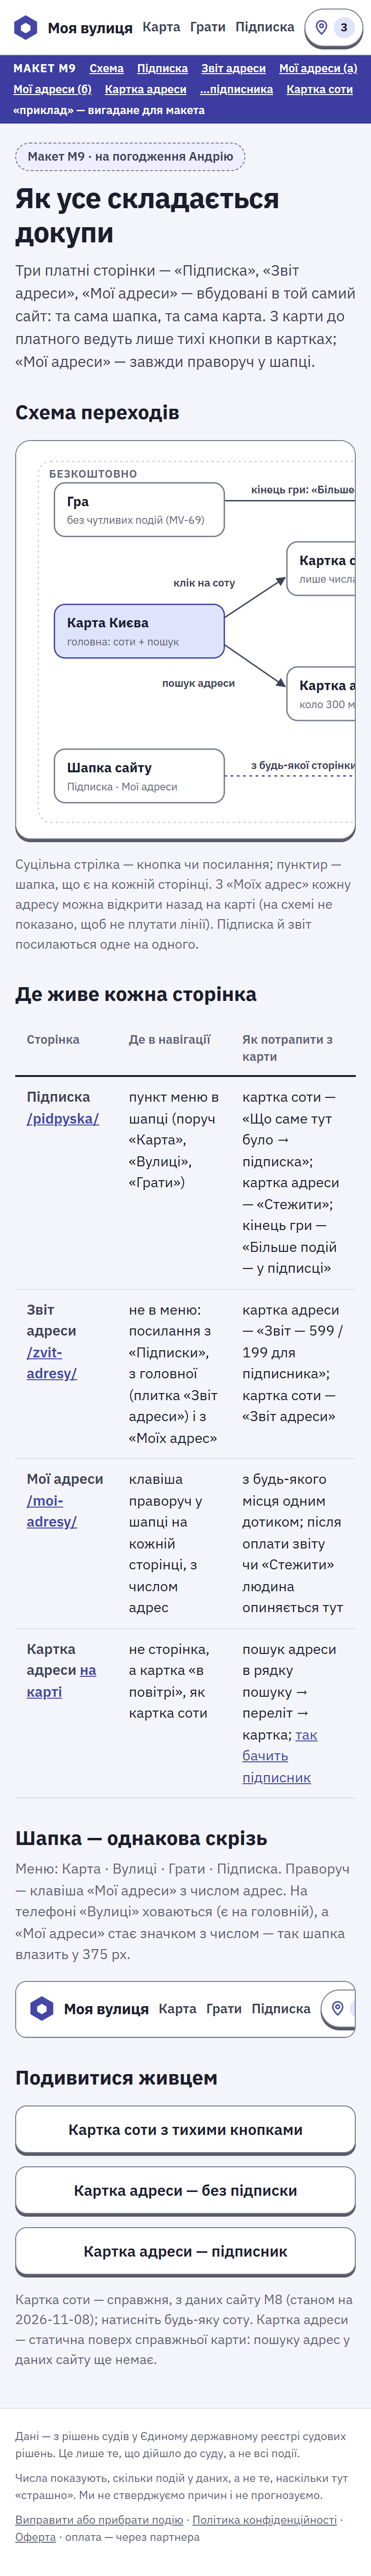 Моя вулиця Карта Грати Підписка 3
МАКЕТ М9 Схема Підписка Звіт адреси Мої адреси (а)
Мої адреси (б) Картка адреси …підписника Картка соти
«приклад» — вигадане для макета
Макет М9 · на погодження Андрію
Як усе складається
докупи
Три платні сторінки — «Підписка», «Звіт
адреси», «Мої адреси» — вбудовані в той самий
сайт: та сама шапка, та сама карта. З карти до
платного ведуть лише тихі кнопки в картках;
«Мої адреси» — завжди праворуч у шапці.
Схема переходів
БЕЗКОШТОВНО
кінець гри: «Більше
Гра
без чутливих подій (MV-69)
Картка с
лише числа
клік на соту
Карта Києва
головна: соти + пошук
пошук адреси
Картка а
коло 300 м
Шапка сайту
Підписка · Мої адреси
з будь-якої сторінки
Суцільна стрілка — кнопка чи посилання; пунктир —
шапка, що є на кожній сторінці. З «Моїх адрес» кожну
адресу можна відкрити назад на карті (на схемі не
показано, щоб не плутати лінії). Підписка й звіт
посилаються одне на одного.
Де живе кожна сторінка
Сторінка Де в навігації Як потрапити з
карти
Підписка пункт меню в картка соти —
/pidpyska/ шапці (поруч «Що саме тут
«Карта», було →
«Вулиці», підписка»;
«Грати») картка адреси
— «Стежити»;
кінець гри —
«Більше подій
— у підписці»
Звіт не в меню: картка адреси
адреси посилання з — «Звіт — 599 /
/zvit- «Підписки», 199 для
adresy/ з головної підписника»;
(плитка «Звіт картка соти —
адреси») і з «Звіт адреси»
«Моїх адрес»
Мої адреси клавіша з будь-якого
/moi- праворуч у місця одним
adresy/ шапці на дотиком; після
кожній оплати звіту
сторінці, з чи «Стежити»
числом людина
адрес опиняється тут
Картка не сторінка, пошук адреси
адреси на а картка «в в рядку
карті повітрі», як пошуку →
картка соти переліт →
картка; так
бачить
підписник
Шапка — однакова скрізь
Меню: Карта · Вулиці · Грати · Підписка. Праворуч
— клавіша «Мої адреси» з числом адрес. На
телефоні «Вулиці» ховаються (є на головній), а
«Мої адреси» стає значком з числом — так шапка
влазить у 375 px.
Моя вулиця Карта Грати Підписка
Подивитися живцем
Картка соти з тихими кнопками
Картка адреси — без підписки
Картка адреси — підписник
Картка соти — справжня, з даних сайту М8 (станом на
2026-11-08); натисніть будь-яку соту. Картка адреси
— статична поверх справжньої карти: пошуку адрес у
даних сайту ще немає.
Дані — з рішень судів у Єдиному державному реєстрі судових
рішень. Це лише те, що дійшло до суду, а не всі події.
Числа показують, скільки подій у даних, а не те, наскільки тут
«страшно». Ми не стверджуємо причин і не прогнозуємо.
Виправити або прибрати подію · Політика конфіденційності ·
Оферта · оплата — через партнера